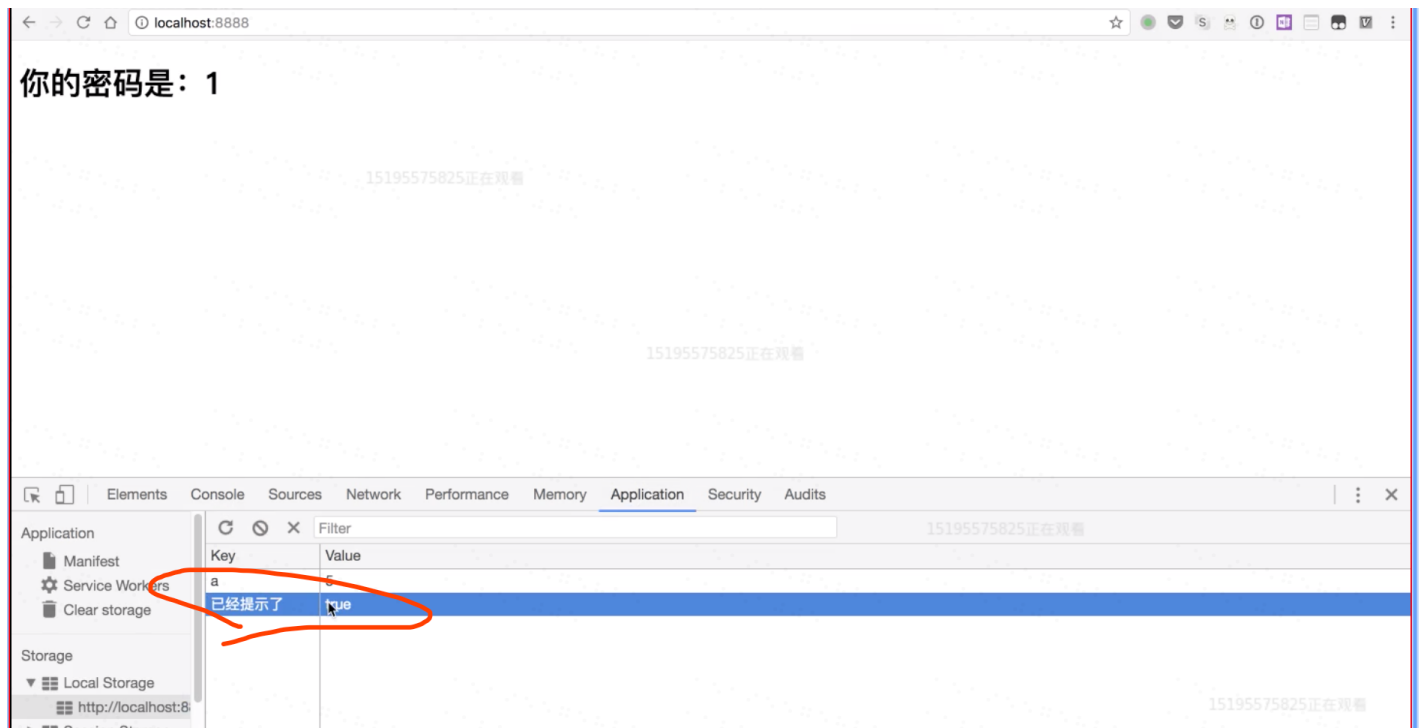 localhost:8888
你的密码是：1
15195575825正在观看
15195575825正在观看
Elements Console Sources Network Performance Memory Application Security Audits
Application
Filter
15195575825正在观看
Manifest
Key Value
Service Workers
a 5
Clear storage
已经提示了 true
Storage
Local Storage
http://localhost:8
15195575825正在观看